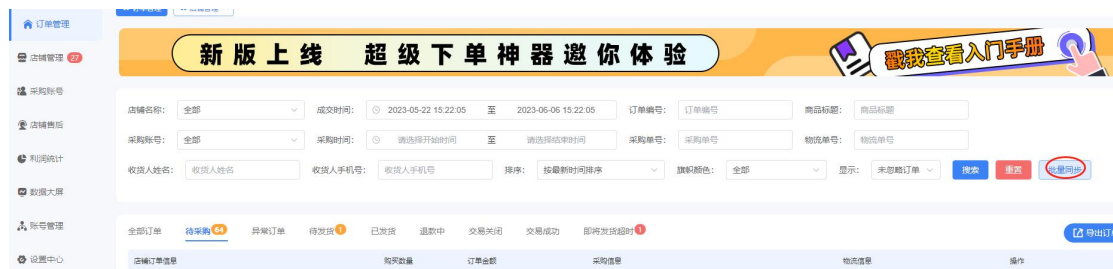 订单管理
新版上线 超级下单神器邀你体验
戳我查看入门手册
店铺管理 27
采购账号
店铺售后
利润统计
数据大屏
账号管理
设置中心
店铺名称: 全部 成交时间: 2023-05-22 15:22:05 至 2023-06-06 15:22:05 订单编号: 订单编号 商品标题: 商品标题
采购账号: 全部 采购时间: 请选择开始时间 至 请选择结束时间 采购单号: 采购单号 物流单号: 物流单号
收货人姓名: 收货人姓名 收货人手机号: 收货人手机号 排序: 按最新时间排序 旗帜颜色: 全部 显示: 未忽略订单 搜索 重置 批量同步
全部订单 待采购 64 异常订单 待发货 1 已发货 退款中 交易关闭 交易成功 即将发货超时 1 导出订
店铺订单信息 购买数量 订单金额 采购信息 物流信息 操作